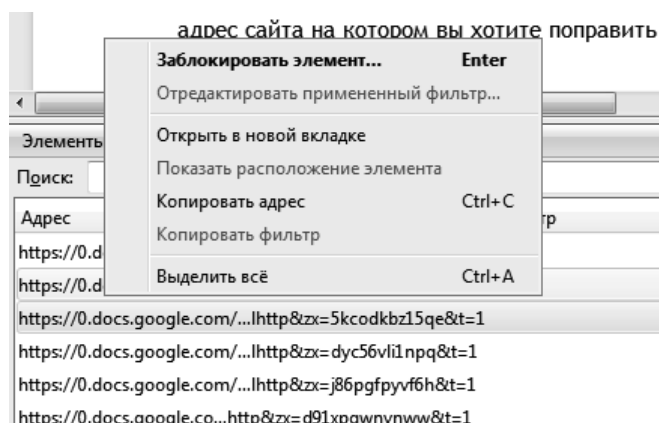 адрес сайта на котором вы хотите поправить
Заблокировать элемент... Enter
Отредактировать примененный фильтр...
Открыть в новой вкладке
Показать расположение элемента
Копировать адрес Ctrl+C
Копировать фильтр
Выделить всё Ctrl+A
Элементы
Поиск:
Адрес
https://0.d
https://0.d
https://0.docs.google.com/...lhttp&zx=5kcodkbz15qe&t=1
https://0.docs.google.com/...lhttp&zx=dyc56vli1npq&t=1
https://0.docs.google.com/...lhttp&zx=j86pgfpyvf6h&t=1
https://0.docs.google.co...http&zx=d91xpqwnvnww&t=1